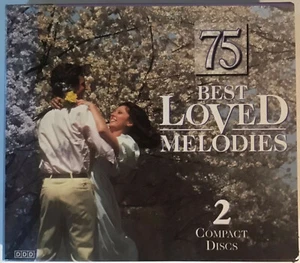 75
BEST
LOVED
MELODIES
2
COMPACT
DISCS
DDD